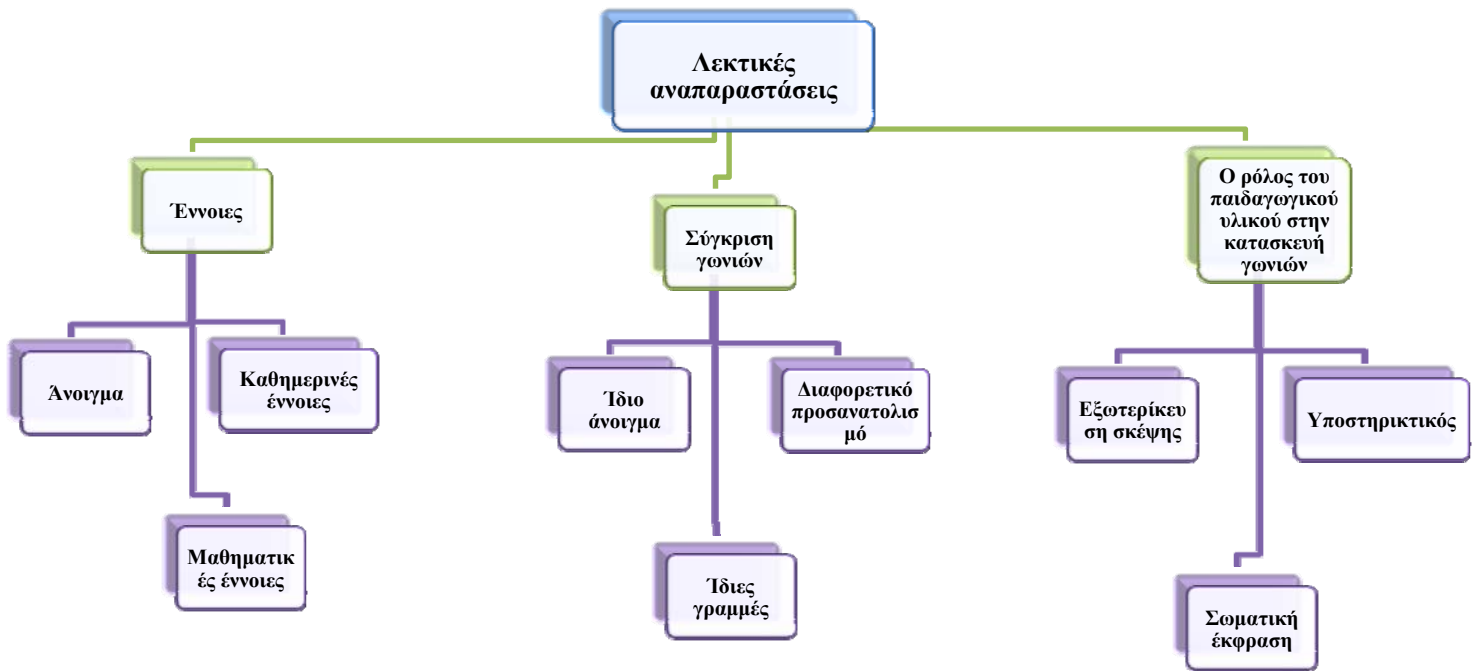 Λεκτικές
αναπαραστάσεις
Έννοιες
Σύγκριση
γωνιών
Ο ρόλος του
παιδαγωγικού
υλικού στην
κατασκευή
γωνιών
Άνοιγμα
Καθημερινές
έννοιες
Μαθηματικ
ές έννοιες
Ίδιο
άνοιγμα
Διαφορετικό
προσανατολισ
μό
Ίδιες
γραμμές
Εξωτερίκευ
ση σκέψης
Υποστηρικτικός
Σωματική
έκφραση